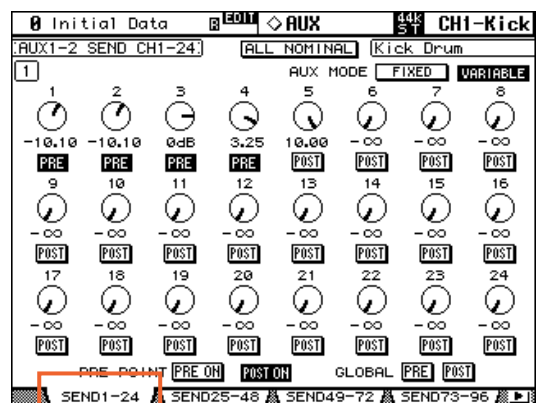 0 Initial Data R EDIT ◇AUX 44k ST CH1-Kick
AUX1-2 SEND CH1-24 ALL NOMINAL Kick Drum
1 AUX MODE FIXED VARIABLE
1 2 3 4 5 6 7 8
-10.10 -10.10 0dB 3.25 10.00 -∞ -∞ -∞
PRE PRE PRE PRE POST POST POST POST
9 10 11 12 13 14 15 16
-∞ -∞ -∞ -∞ -∞ -∞ -∞ -∞
POST POST POST POST POST POST POST POST
17 18 19 20 21 22 23 24
-∞ -∞ -∞ -∞ -∞ -∞ -∞ -∞
POST POST POST POST POST POST POST POST
PRE POINT PRE ON POST ON GLOBAL PRE POST
SEND1-24 SEND25-48 SEND49-72 SEND73-96